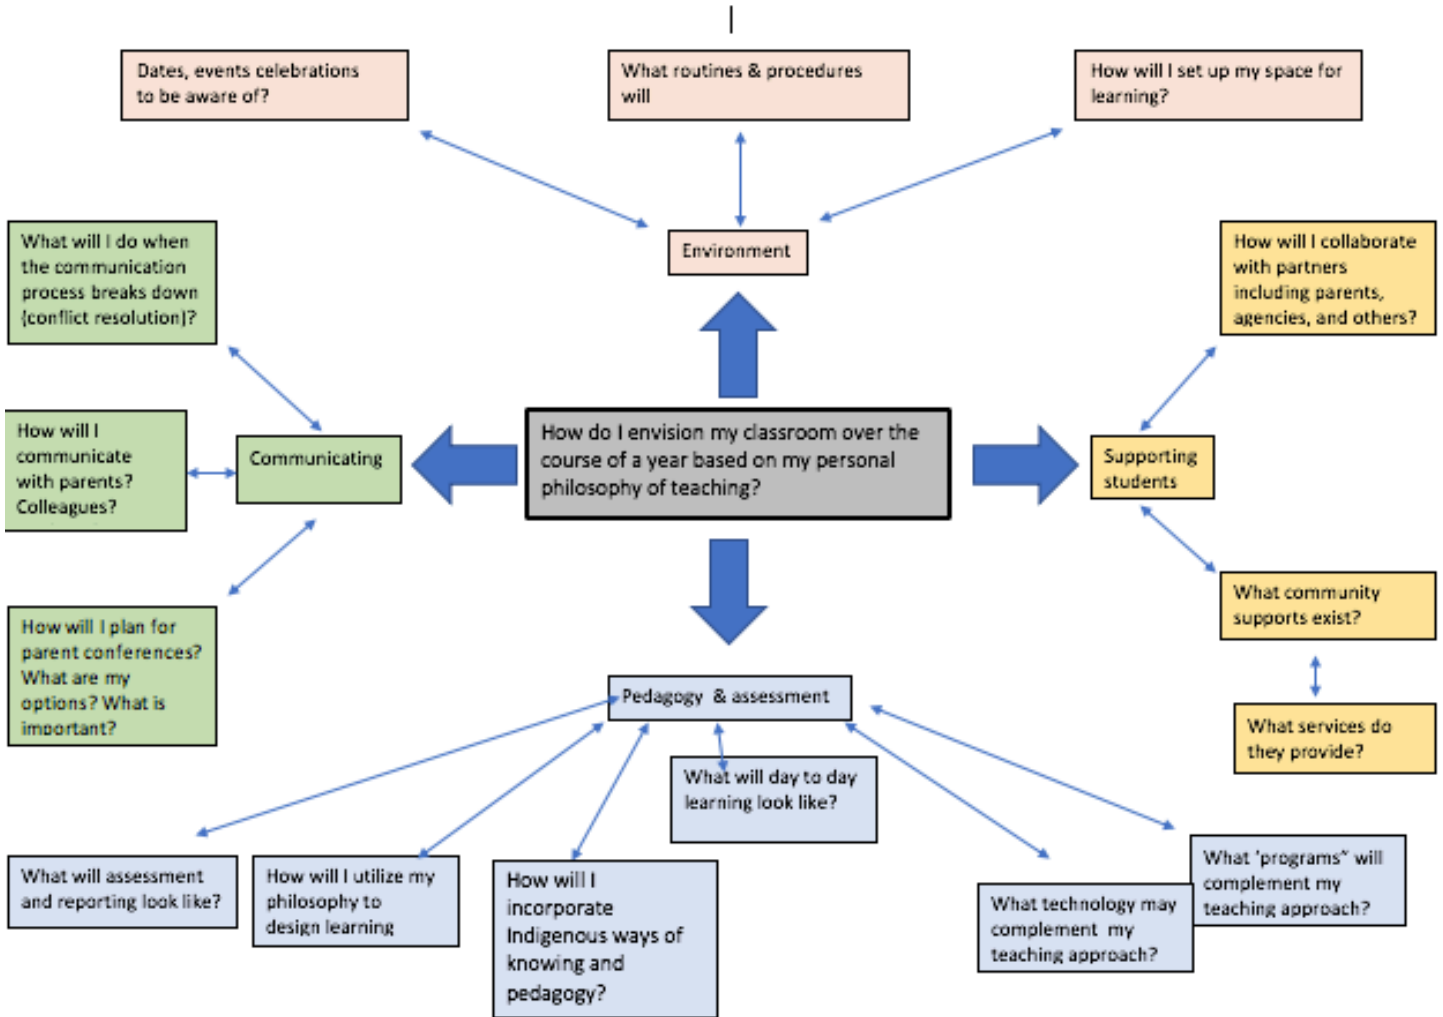 Dates, events celebrations
to be aware of?
What routines & procedures
will
How will I set up my space for
learning?
Environment
What will I do when
the communication
process breaks down
(conflict resolution)?
How will I collaborate
with partners
including parents,
agencies, and others?
How will I
communicate
with parents?
Colleagues?
Communicating
How do I envision my classroom over the
course of a year based on my personal
philosophy of teaching?
Supporting
students
How will I plan for
parent conferences?
What are my
options? What is
important?
What community
supports exist?
What services do
they provide?
Pedagogy & assessment
What will day to day
learning look like?
What will assessment
and reporting look like?
How will I utilize my
philosophy to
design learning
How will I
incorporate
Indigenous ways of
knowing and
pedagogy?
What technology may
complement my
teaching approach?
What 'programs" will
complement my
teaching approach?